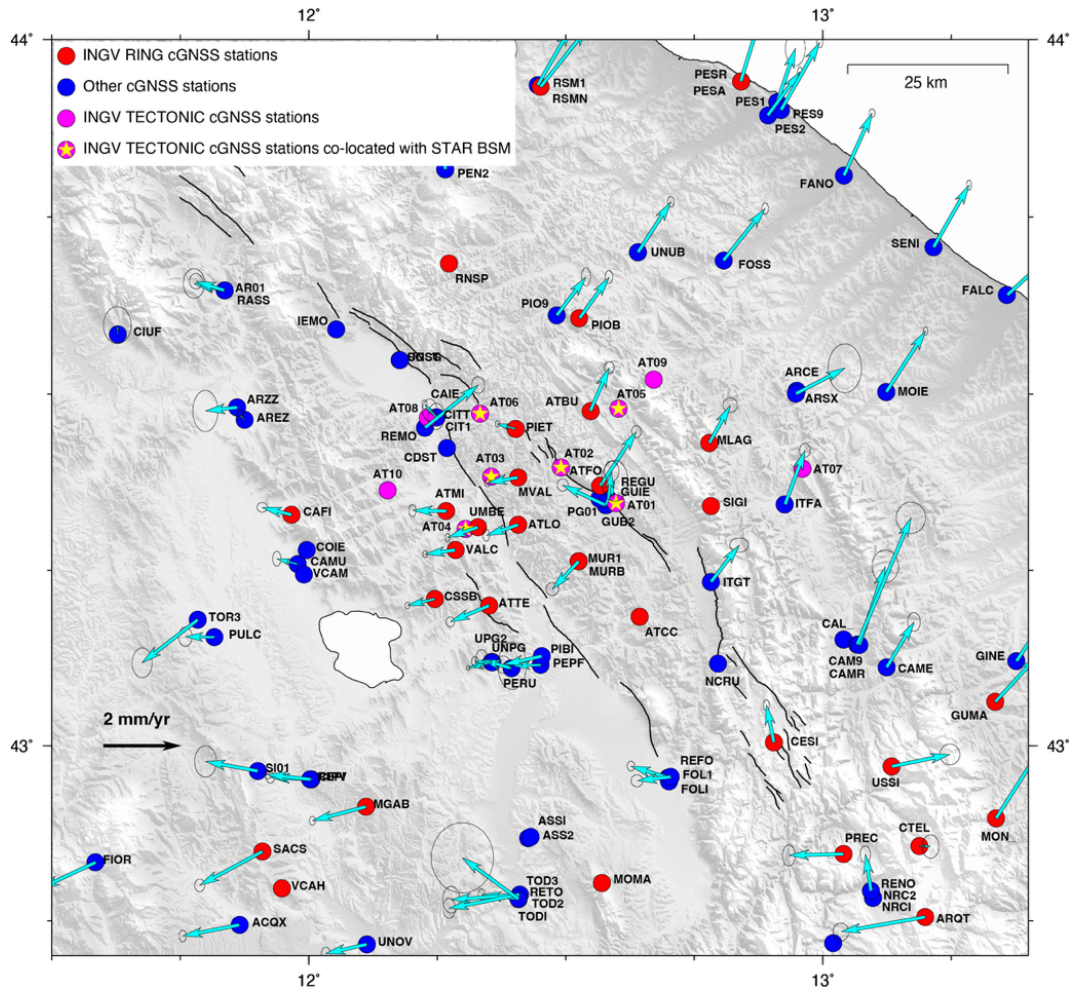 12˚
13˚
44˚
44˚
INGV RING cGNSS stations
Other cGNSS stations
INGV TECTONIC cGNSS stations
INGV TECTONIC cGNSS stations co-located with STAR BSM
25 km
RSM1
RSMN
PESR
PESA
PES1
PES9
PES2
PEN2
FANO
SENI
UNUB
FOSS
RNSP
FALC
AR01
RASS
PIO9
PIOB
IEMO
CIUF
AT09
ARCE
ARSX
MOIE
CAIE
AT08
CITT
CIT1
REMO
AT06
ATBU
AT05
ARZZ
AREZ
PIET
MLAG
CDST
AT03
AT02
ATFO
AT07
AT10
MVAL
REGU
GUIE
PG01
AT01
GUB2
SIGI
ITFA
CAFI
ATMI
UMBE
AT04
ATLO
COIE
CAMU
VCAM
VALC
MUR1
MURB
ITGT
CSSB
ATTE
ATCC
TOR3
PULC
CAL
CAM9
CAMR
CAME
UPG2
UNPG
PIBI
PEPF
PERU
NCRU
GINE
GUMA
2 mm/yr
43˚
43˚
CESI
SI01
REFO
FOL1
FOLI
USSI
MGAB
MON_
ASSI
ASS2
CTEL
PREC
FIOR
SACS
VCAH
MOMA
TOD3
RETO
TOD2
TODI
RENO
NRC2
NRCI
ACQX
ARQT
UNOV
12˚
13˚